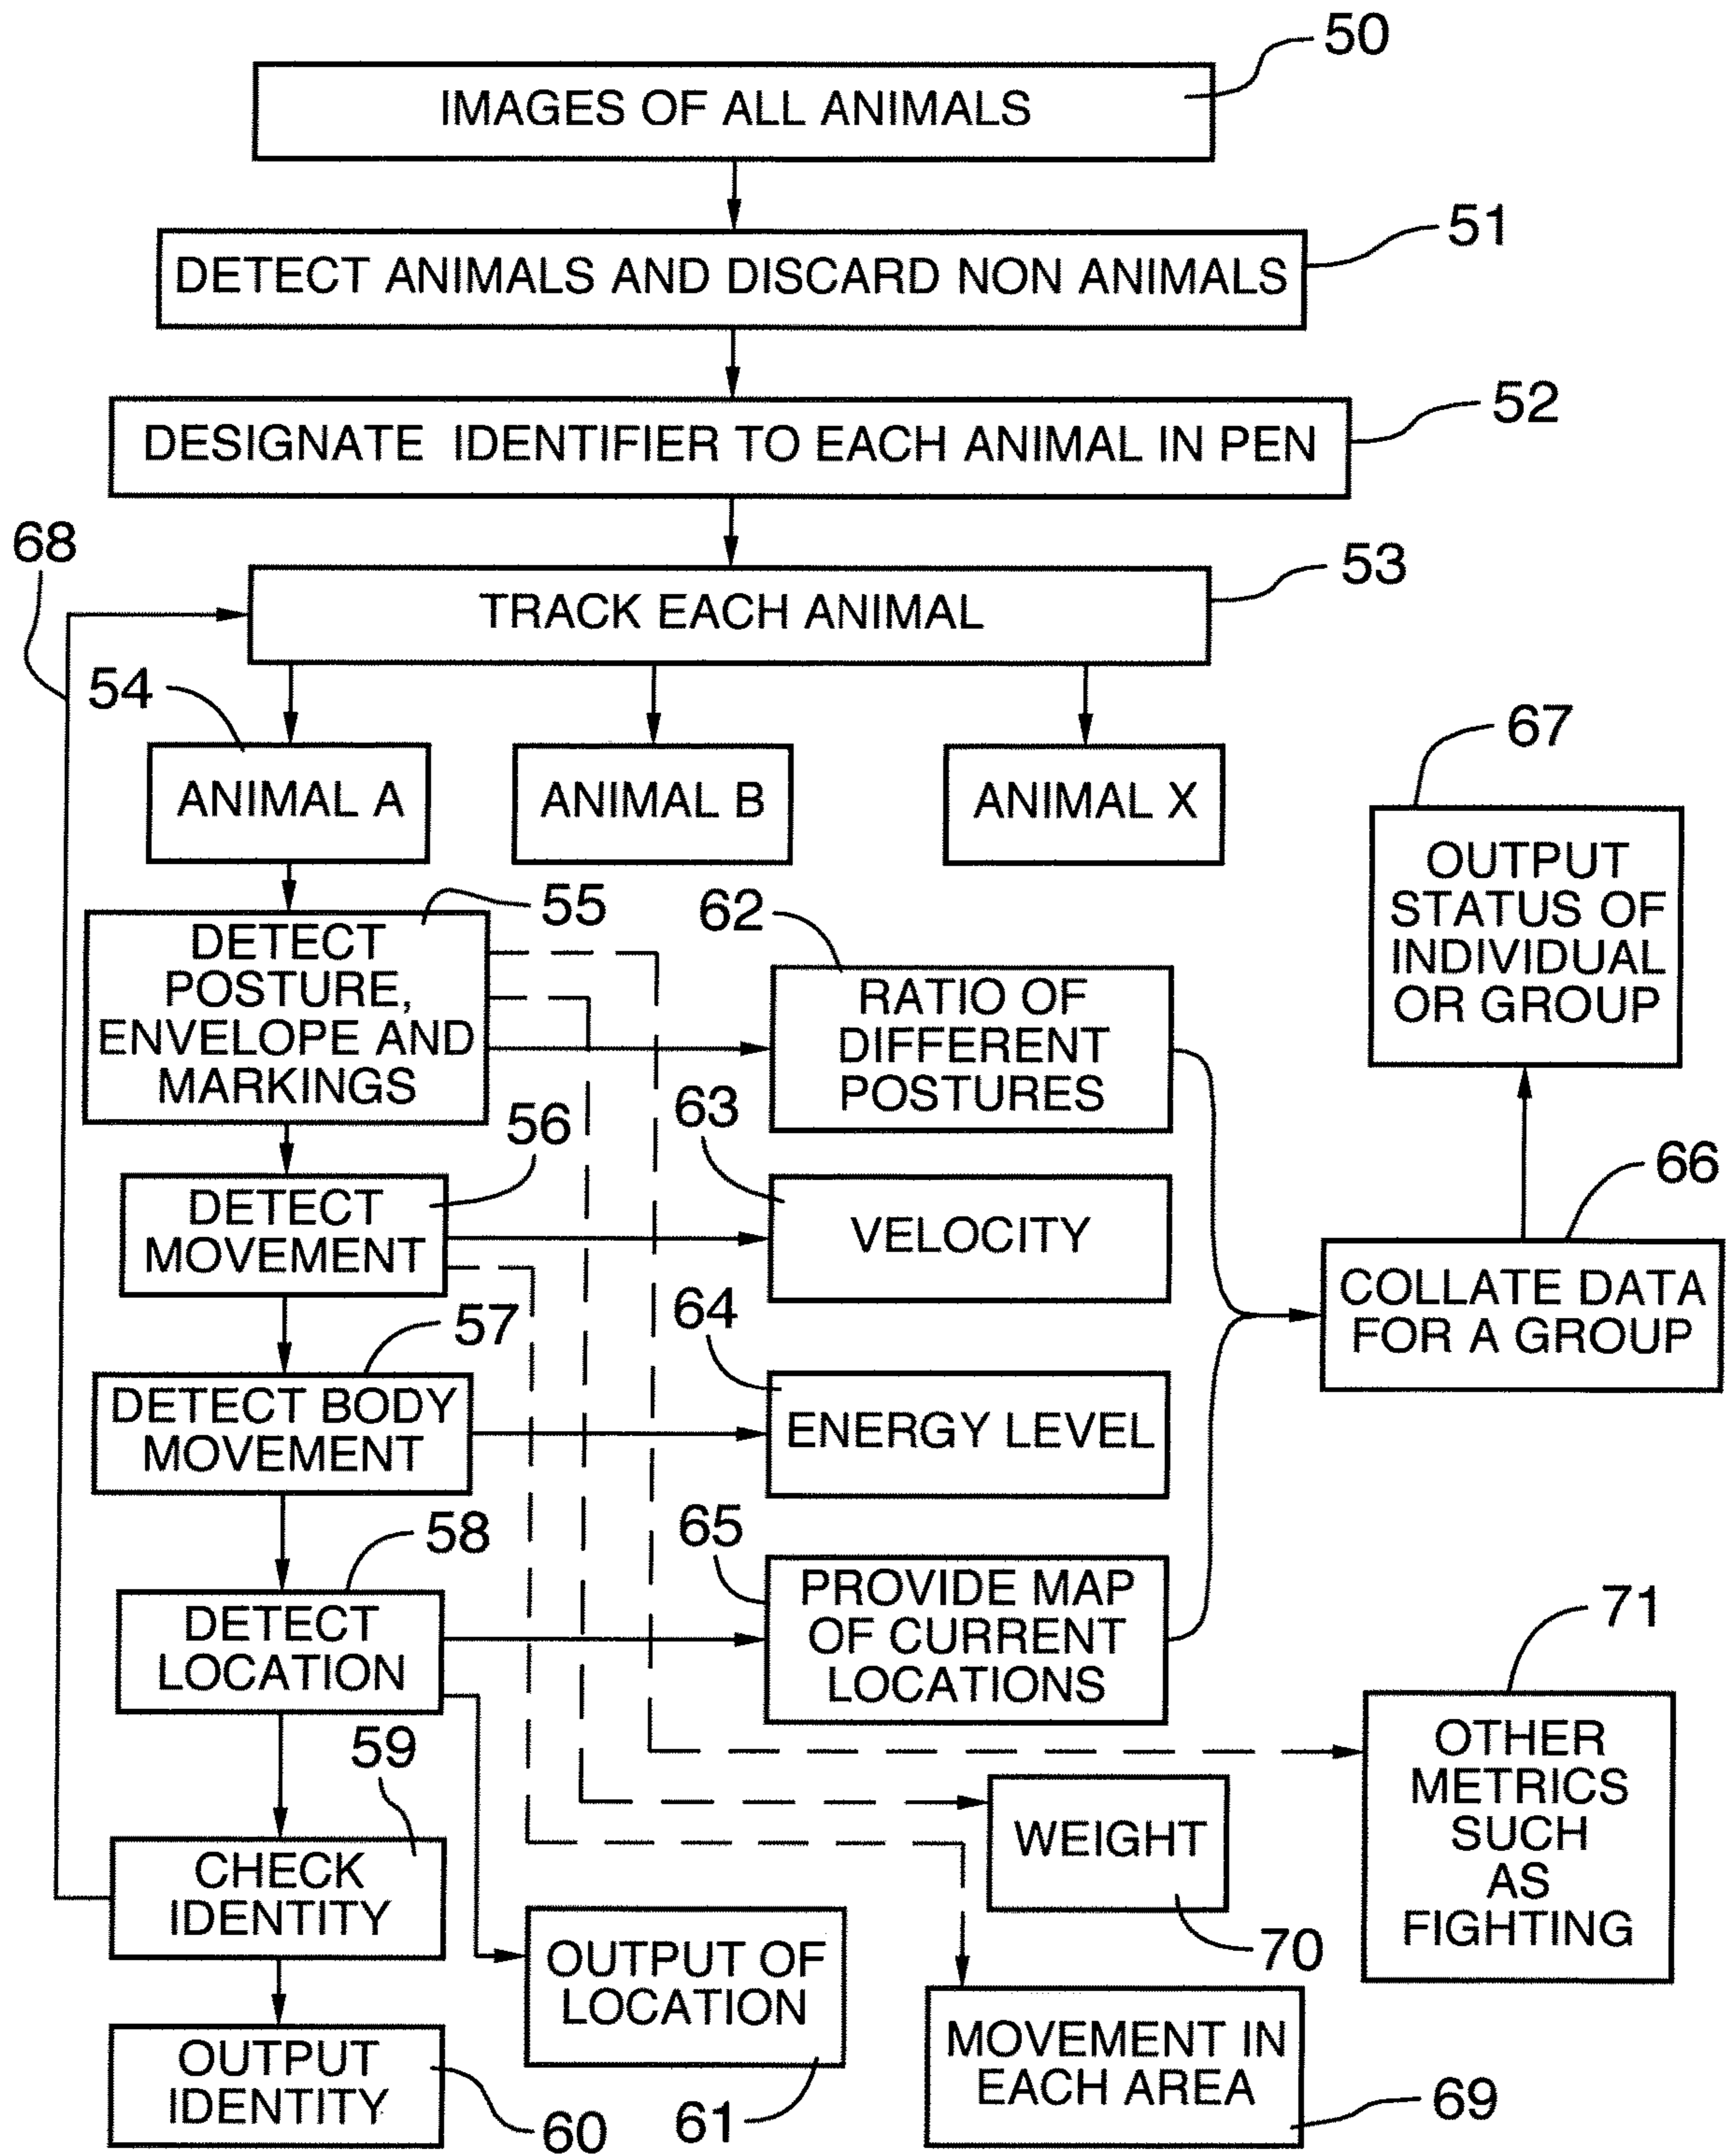 50
IMAGES OF ALL ANIMALS
51
DETECT ANIMALS AND DISCARD NON ANIMALS
52
DESIGNATE IDENTIFIER TO EACH ANIMAL IN PEN
68
53
TRACK EACH ANIMAL
54
ANIMAL A
ANIMAL B
ANIMAL X
67
OUTPUT
STATUS OF
INDIVIDUAL
OR GROUP
55
DETECT
POSTURE,
ENVELOPE AND
MARKINGS
62
RATIO OF
DIFFERENT
POSTURES
56
DETECT
MOVEMENT
63
VELOCITY
66
COLLATE DATA
FOR A GROUP
57
DETECT BODY
MOVEMENT
64
ENERGY LEVEL
58
DETECT
LOCATION
65
PROVIDE MAP
OF CURRENT
LOCATIONS
71
OTHER
METRICS
SUCH
AS
FIGHTING
59
CHECK
IDENTITY
WEIGHT
70
OUTPUT OF
LOCATION
61
MOVEMENT IN
EACH AREA
69
OUTPUT
IDENTITY
60